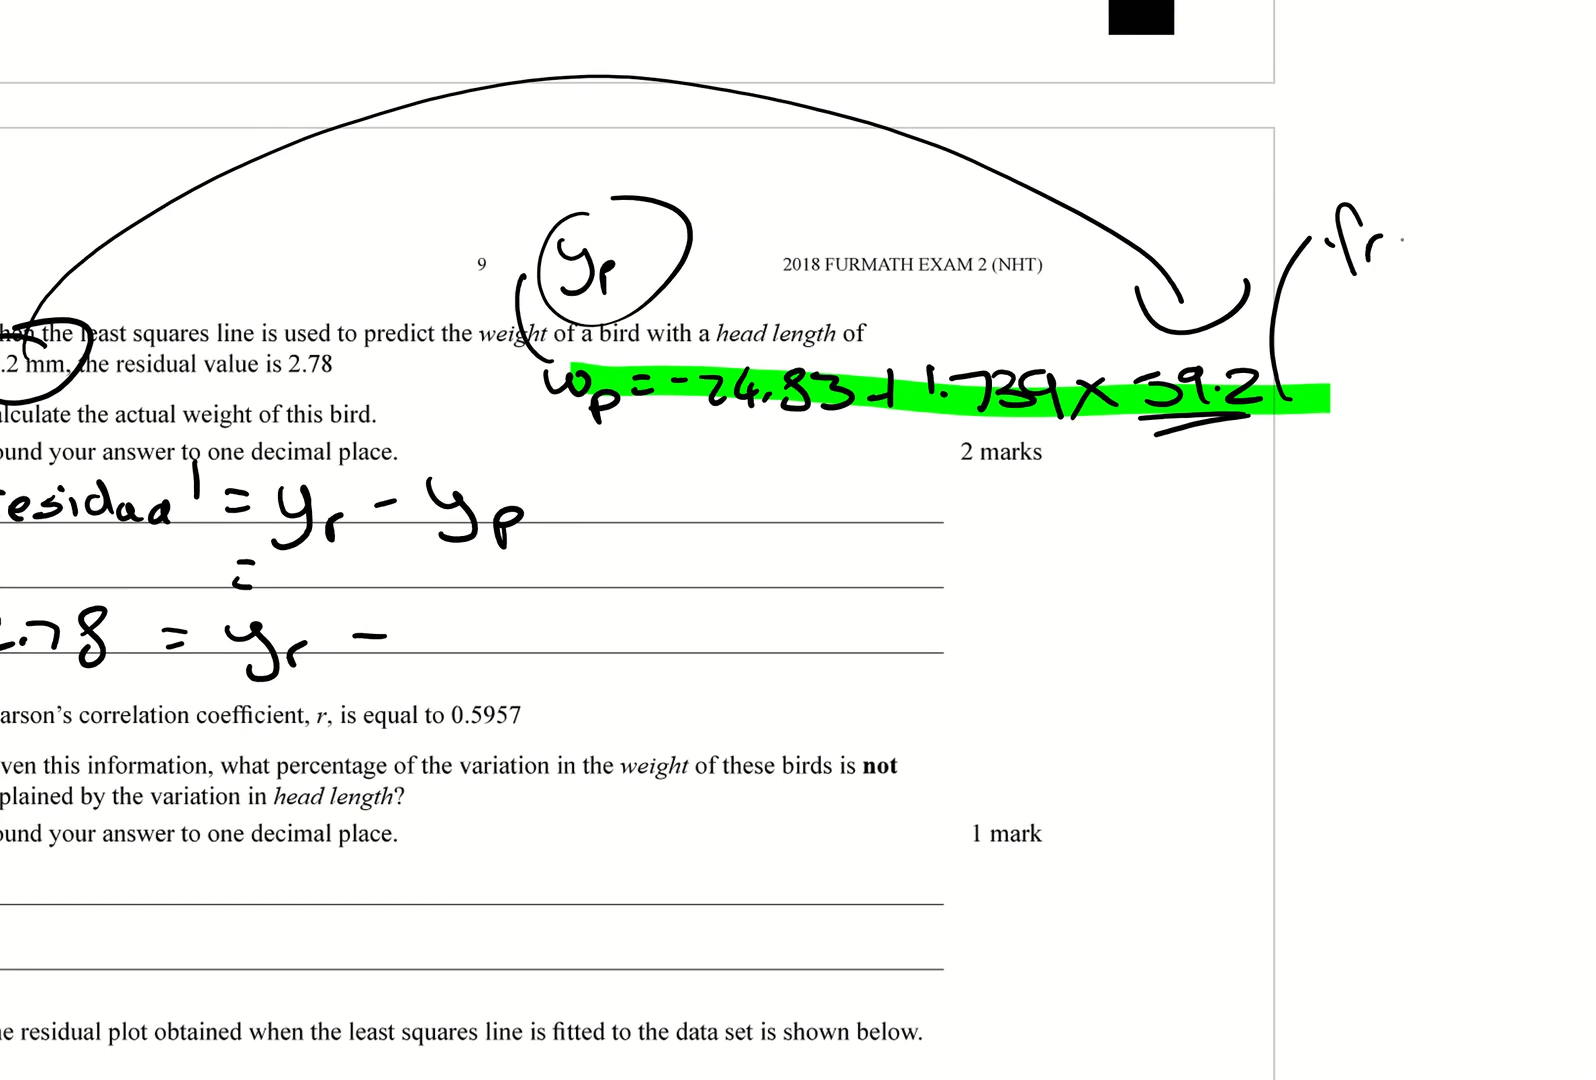 yp
9
2018 FURMATH EXAM 2 (NHT)
hen the least squares line is used to predict the weight of a bird with a head length of
.2 mm, the residual value is 2.78
wp = -24.83 + 1.739 × 59.2
alculate the actual weight of this bird.
ound your answer to one decimal place.
2 marks
residual = yr - yp
=
2.78 = yr -
arson's correlation coefficient, r, is equal to 0.5957
ven this information, what percentage of the variation in the weight of these birds is not
plained by the variation in head length?
ound your answer to one decimal place.
1 mark
e residual plot obtained when the least squares line is fitted to the data set is shown below.